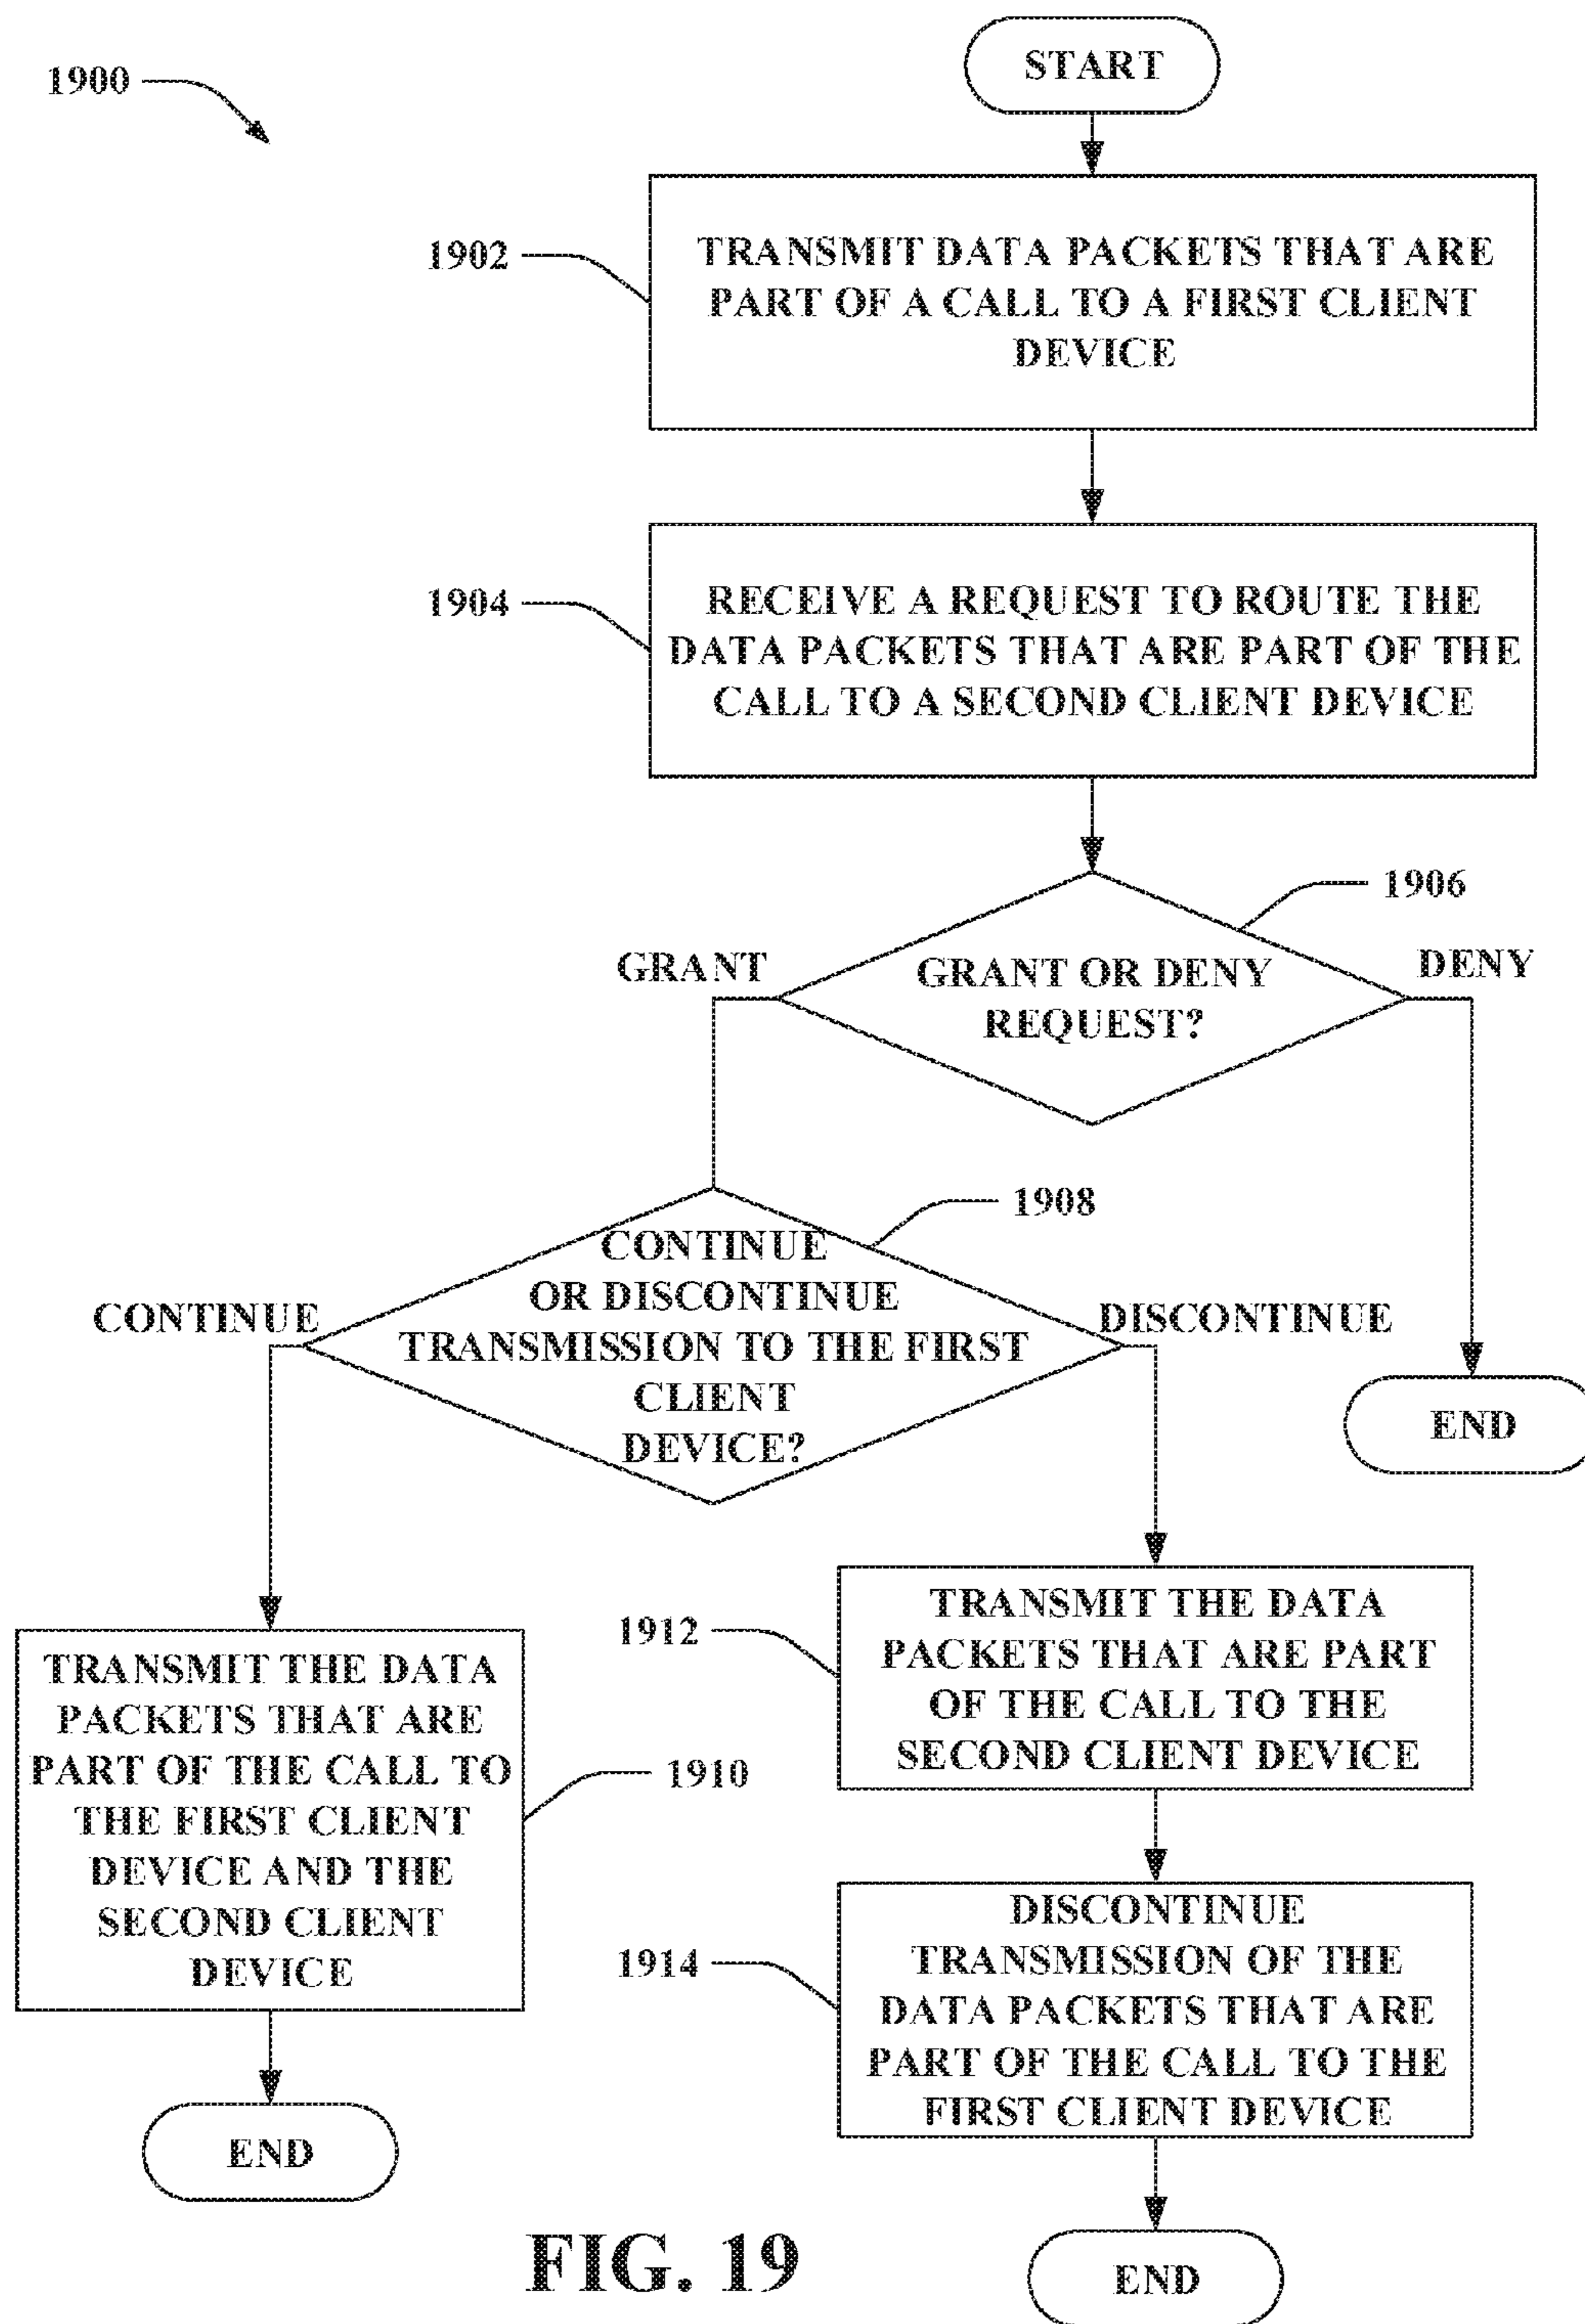 1900
START
1902
TRANSMIT DATA PACKETS THAT ARE
PART OF A CALL TO A FIRST CLIENT
DEVICE
1904
RECEIVE A REQUEST TO ROUTE THE
DATA PACKETS THAT ARE PART OF THE
CALL TO A SECOND CLIENT DEVICE
1906
GRANT
GRANT OR DENY
REQUEST?
DENY
1908
CONTINUE
CONTINUE
OR DISCONTINUE
TRANSMISSION TO THE FIRST
CLIENT
DEVICE?
DISCONTINUE
END
1912
TRANSMIT THE DATA
PACKETS THAT ARE PART
OF THE CALL TO THE
SECOND CLIENT DEVICE
TRANSMIT THE DATA
PACKETS THAT ARE
PART OF THE CALL TO
THE FIRST CLIENT
DEVICE AND THE
SECOND CLIENT
DEVICE
1910
1914
DISCONTINUE
TRANSMISSION OF THE
DATA PACKETS THAT ARE
PART OF THE CALL TO THE
FIRST CLIENT DEVICE
END
END
FIG. 19